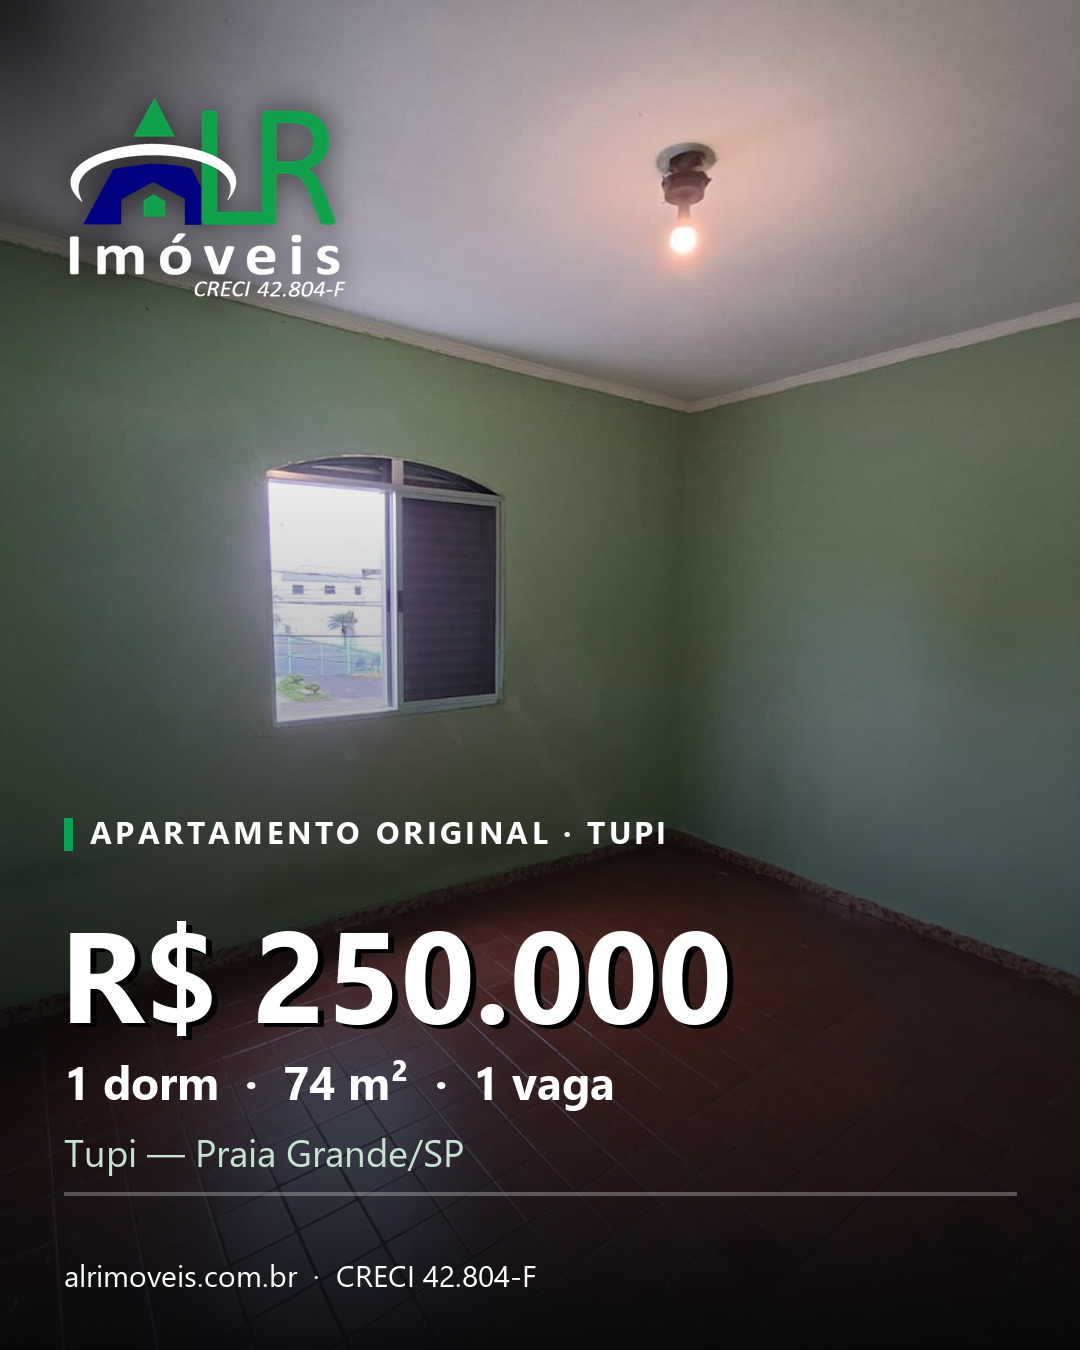 ALR
Imóveis
CRECI 42.804-F
APARTAMENTO ORIGINAL · TUPI
R$ 250.000
1 dorm · 74 m² · 1 vaga
Tupi — Praia Grande/SP
alrimoveis.com.br · CRECI 42.804-F